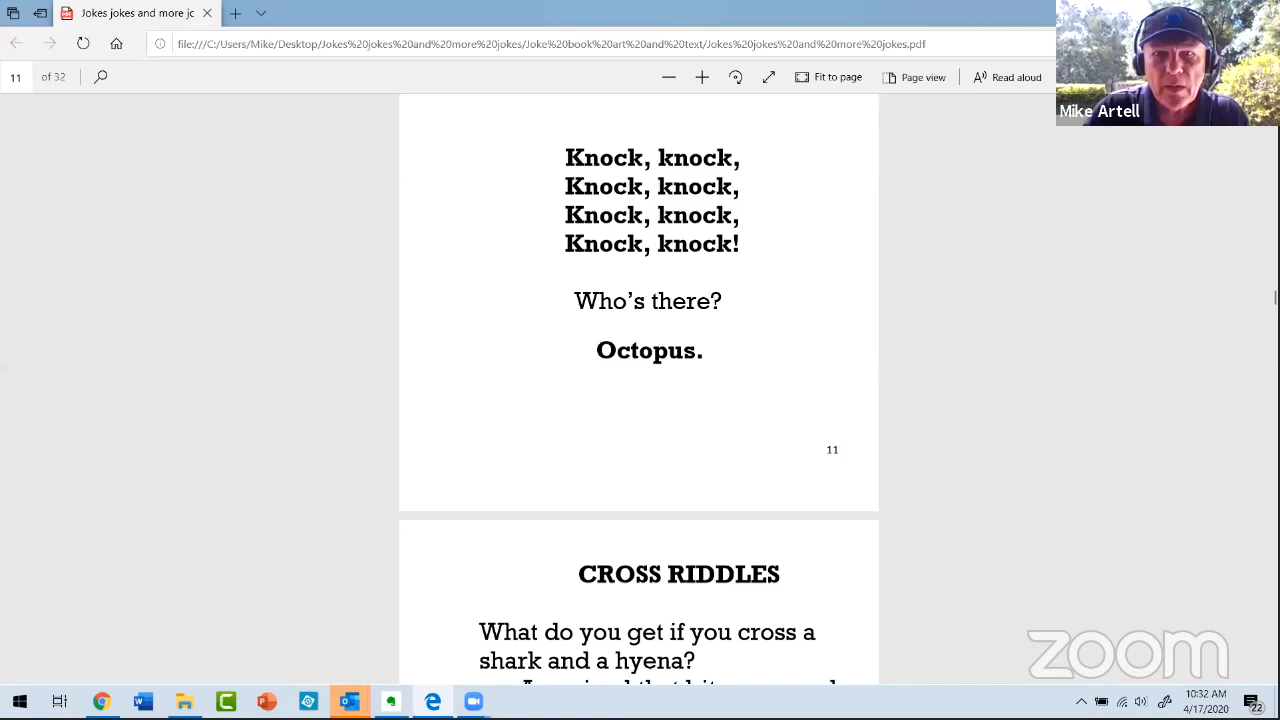 Jokes jokes and more jc
file:///C:/Users/Mike/Desktop/Jokes%20jokes%20and%20more%20jokes/Joke%20book%20art%20and%20text/Jokes%20jokes%20and%20more%20jokes.pdf
11 of 32
Fit to page
Page view
Read aloud
Mike Artell
Knock, knock,
Knock, knock,
Knock, knock,
Knock, knock!
Who's there?
Octopus.
11
CROSS RIDDLES
What do you get if you cross a
shark and a hyena?
zoom
10:32 AM
4/17/2020
22